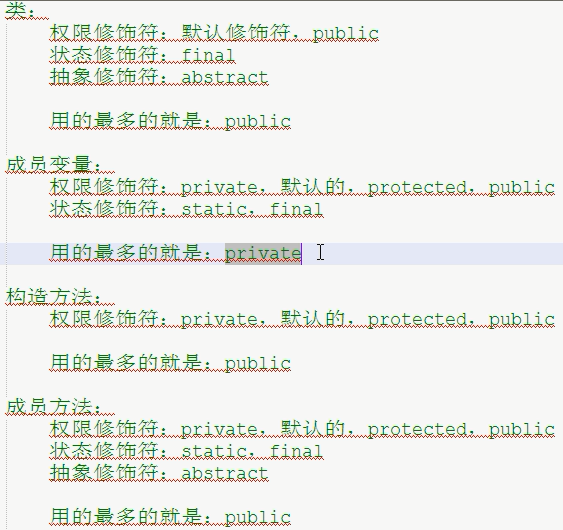 类：
权限修饰符：默认修饰符，public
状态修饰符：final
抽象修饰符：abstract
用的最多的就是：public
成员变量：
权限修饰符：private，默认的，protected，public
状态修饰符：static，final
用的最多的就是：private
构造方法：
权限修饰符：private，默认的，protected，public
用的最多的就是：public
成员方法：
权限修饰符：private，默认的，protected，public
状态修饰符：static，final
抽象修饰符：abstract
用的最多的就是：public